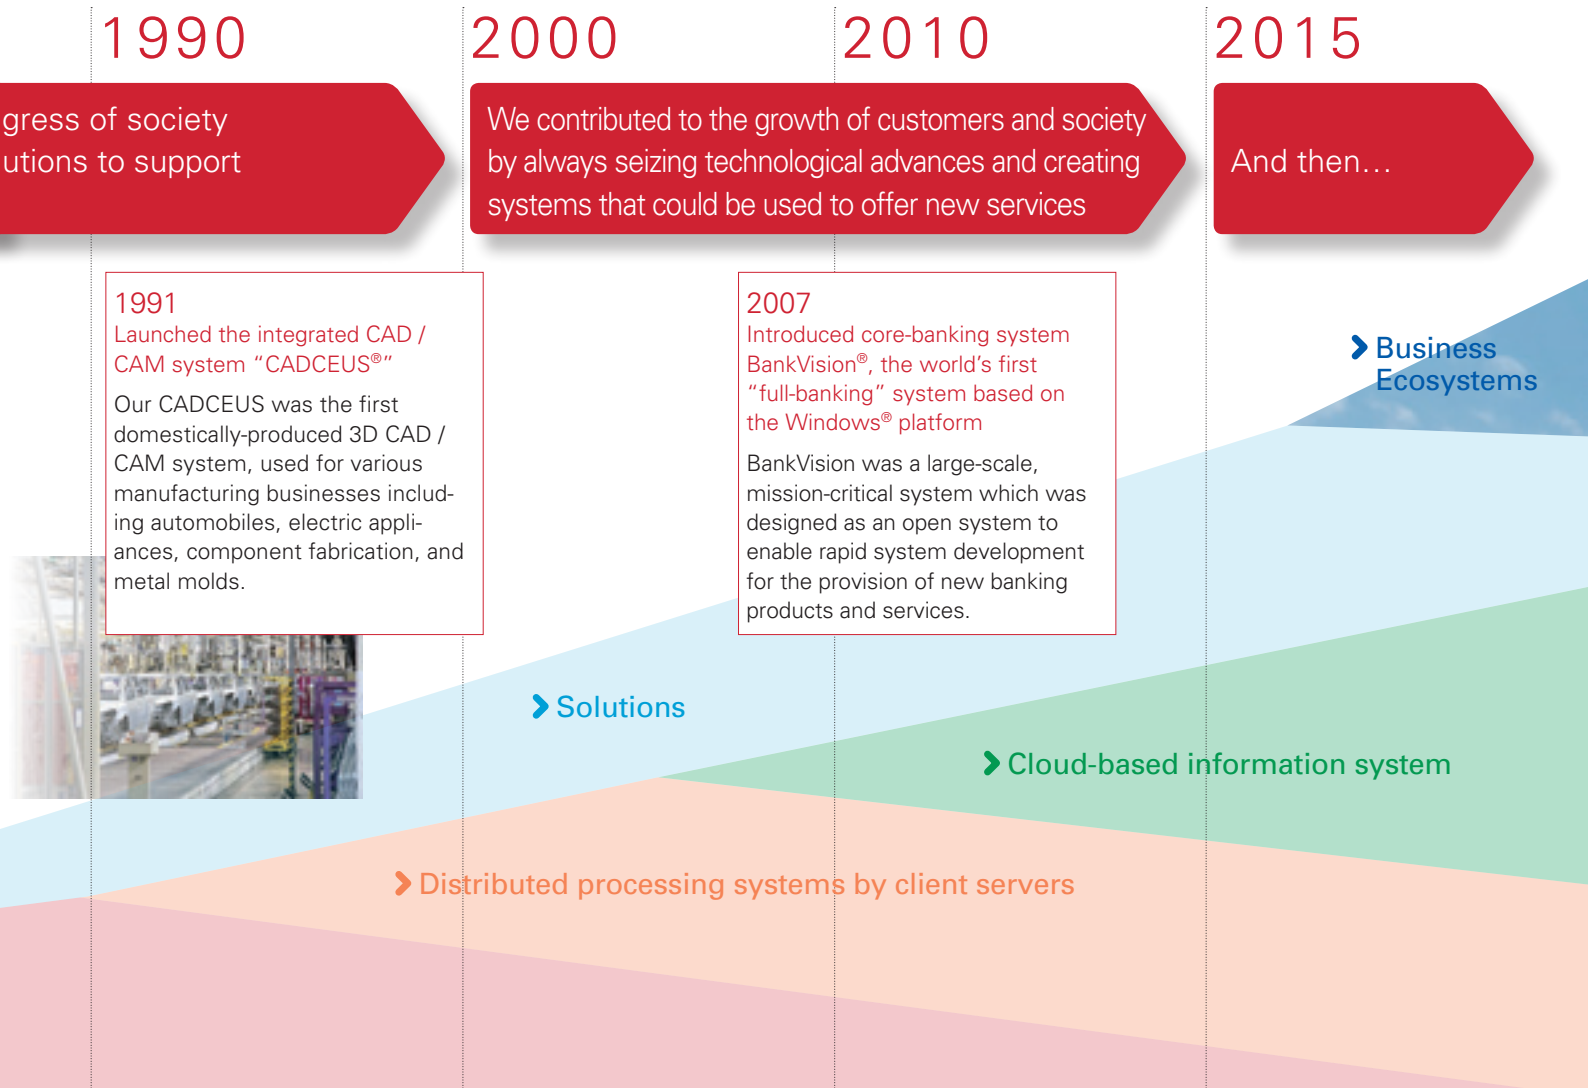 1990
2000
2010
2015
gress of society
utions to support
We contributed to the growth of customers and society
by always seizing technological advances and creating
systems that could be used to offer new services
And then…
1991
Launched the integrated CAD /
CAM system “CADCEUS®”
Our CADCEUS was the first
domestically-produced 3D CAD /
CAM system, used for various
manufacturing businesses includ-
ing automobiles, electric appli-
ances, component fabrication, and
metal molds.
2007
Introduced core-banking system
BankVision®, the world’s first
“full-banking” system based on
the Windows® platform
BankVision was a large-scale,
mission-critical system which was
designed as an open system to
enable rapid system development
for the provision of new banking
products and services.
Business
Ecosystems
Solutions
Cloud-based information system
Distributed processing systems by client servers